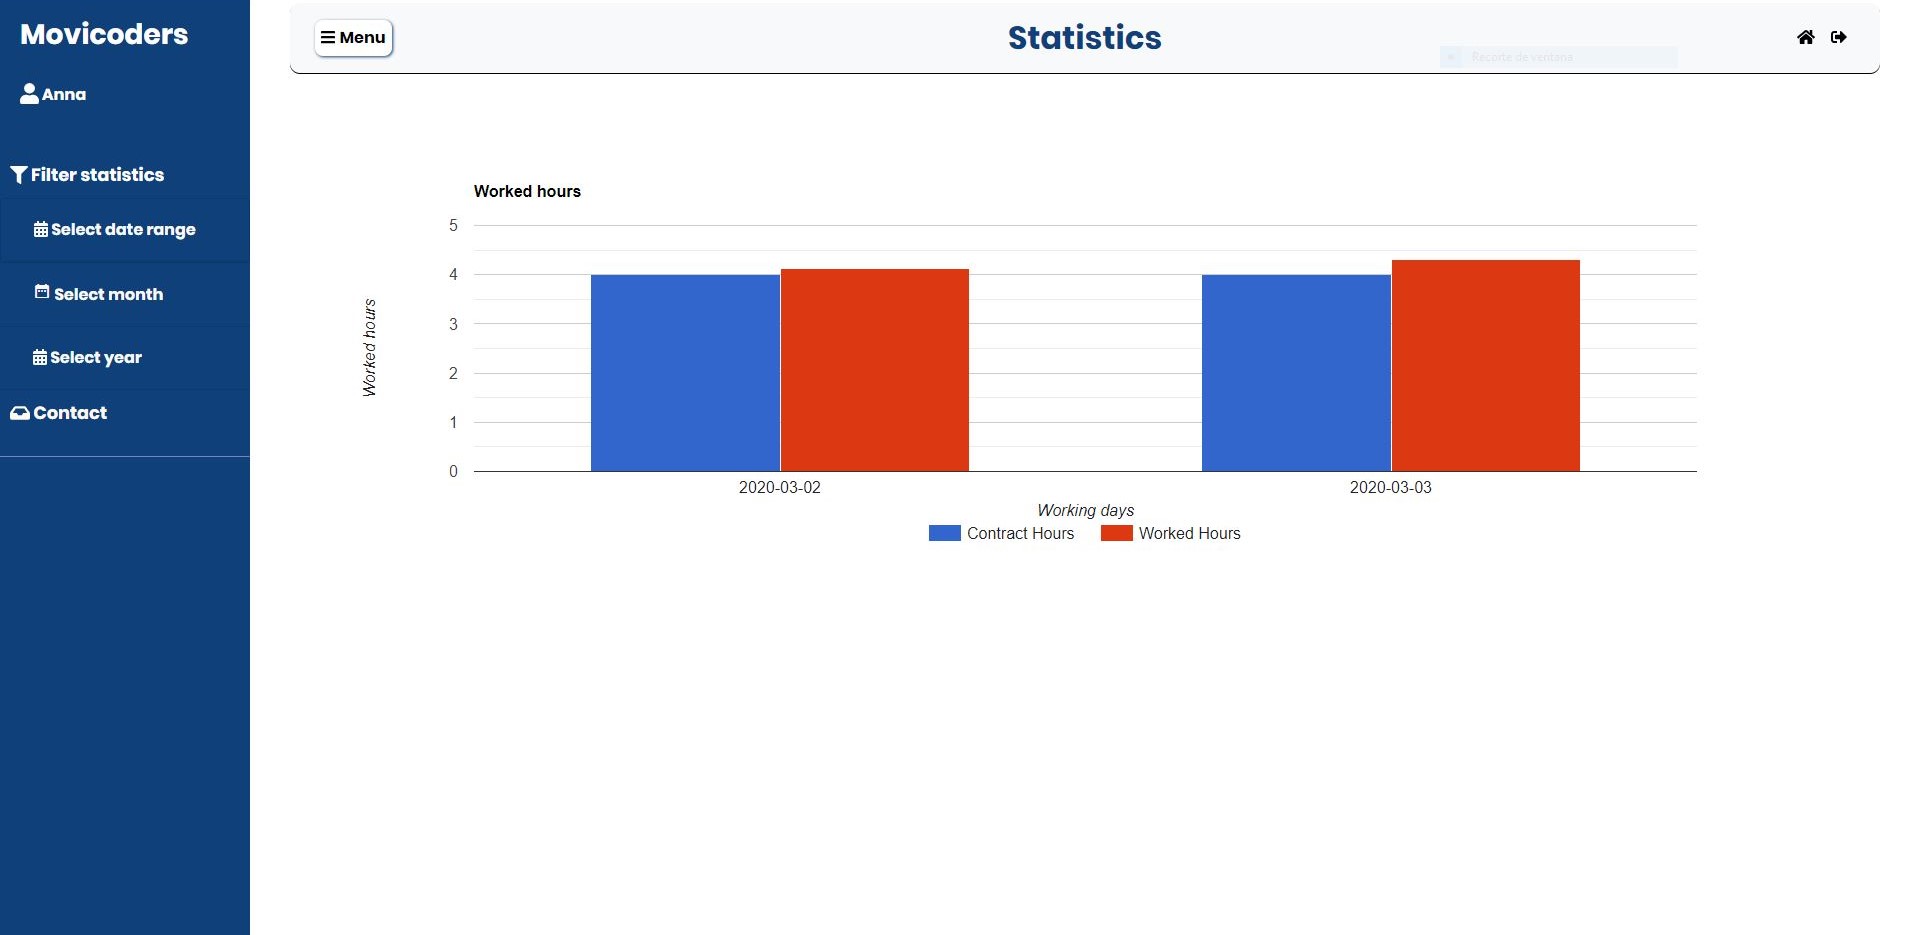 Movicoders
Anna
Filter statistics
Select date range
Select month
Select year
Contact
Menu
Statistics
Recorte de ventana
Worked hours
5
4
3
2
1
0
Worked hours
2020-03-02
2020-03-03
Working days
Contract Hours
Worked Hours